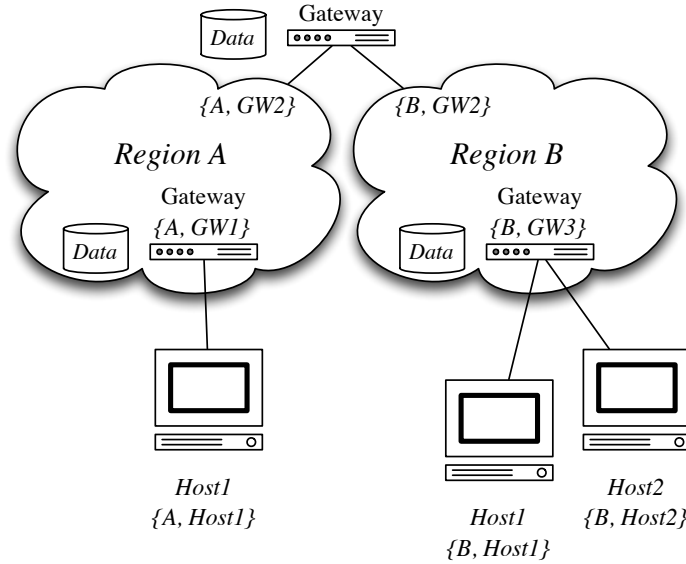 Gateway
Data
{A, GW2}
{B, GW2}
Region A
Region B
Gateway
{A, GW1}
Data
Gateway
{B, GW3}
Data
Host1
{A, Host1}
Host1
{B, Host1}
Host2
{B, Host2}